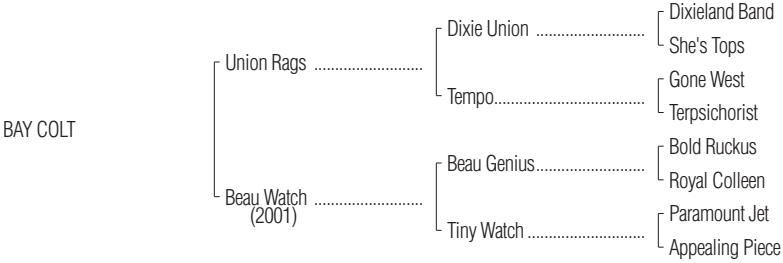 Dixieland Band
Dixie Union ..........................
She's Tops
Union Rags ..........................
Gone West
Tempo.....................................
Terpsichorist
BAY COLT
Bold Ruckus
Beau Genius..........................
Royal Colleen
Beau Watch ..........................
(2001)
Paramount Jet
Tiny Watch ............................
Appealing Piece